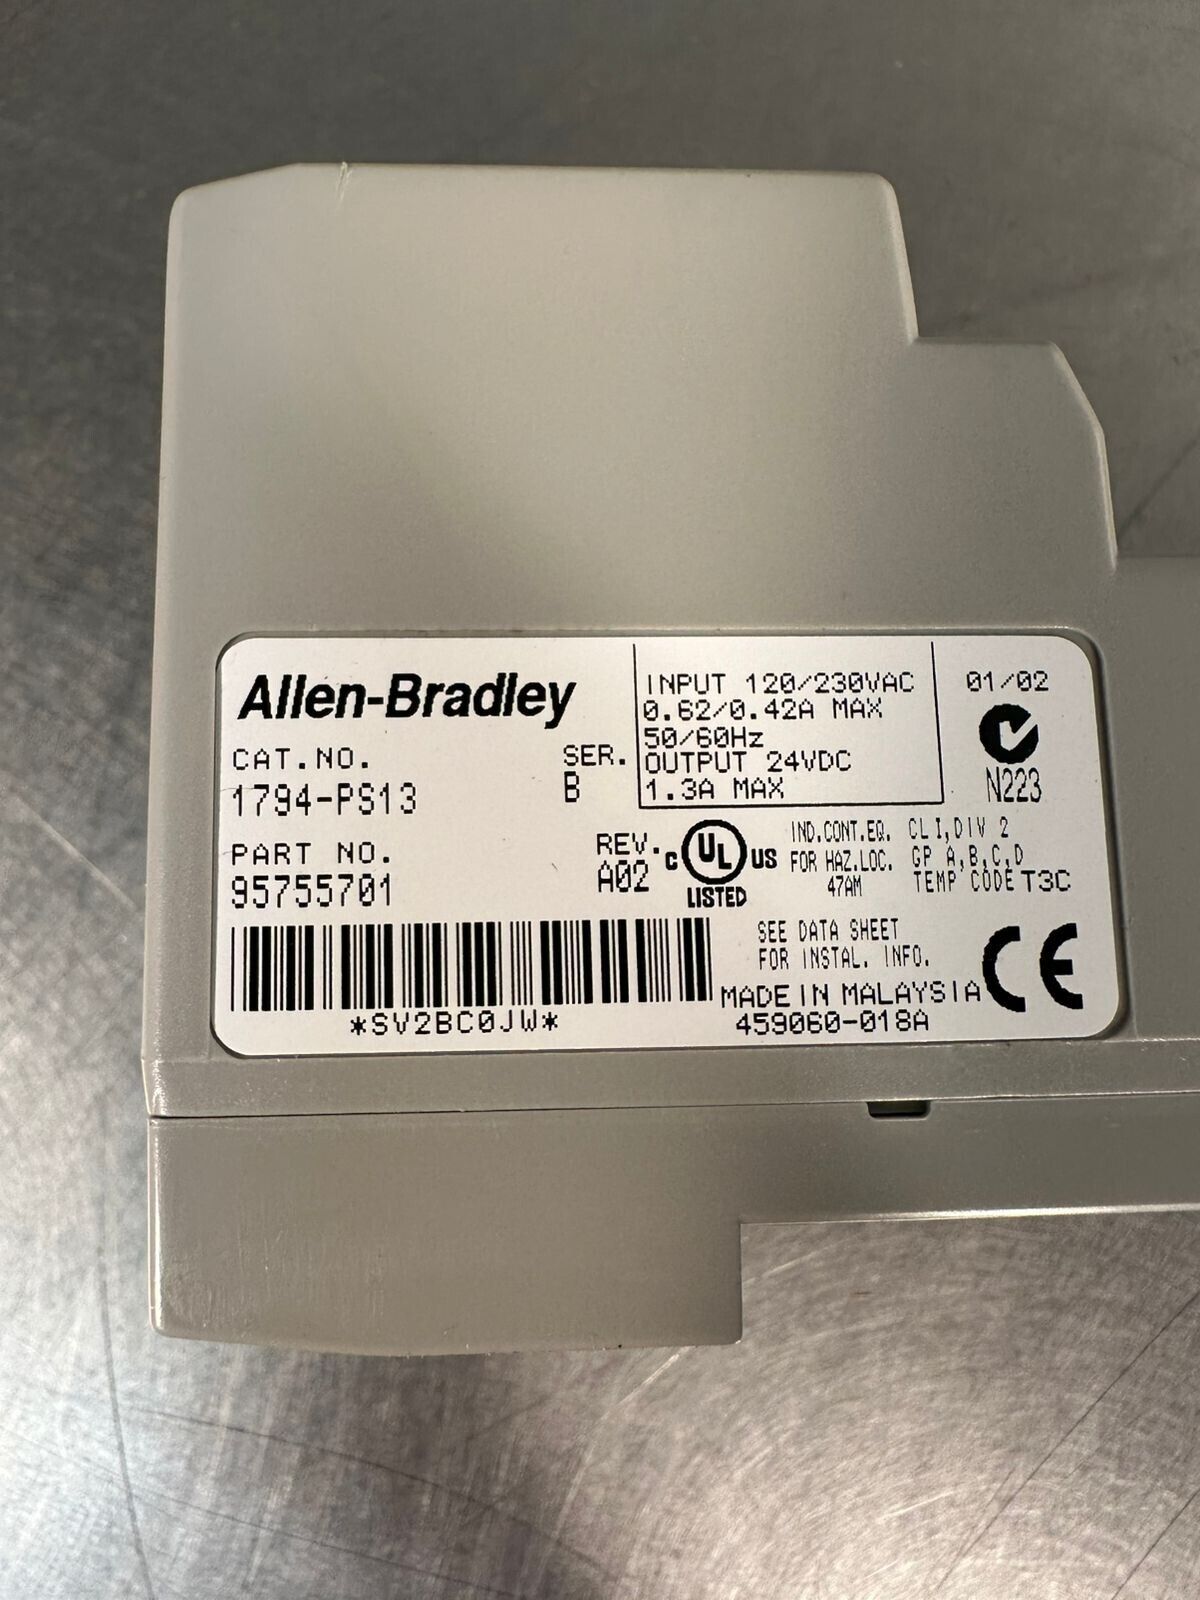 Allen-Bradley
CAT.NO.
SER.
1794-PS13
B
PART NO.
REV.
95755701
A02
*SV2BC0JW*
INPUT 120/230VAC
0.62/0.42A MAX
50/60Hz
OUTPUT 24VDC
1.3A MAX
01/02
N223
C UL US
LISTED
IND.CONT.EQ.
FOR HAZ.LOC.
47AM
CL I,DIV 2
GP A,B,C,D
TEMP CODE T3C
SEE DATA SHEET
FOR INSTAL. INFO.
MADE IN MALAYSIA
459060-018A
CE